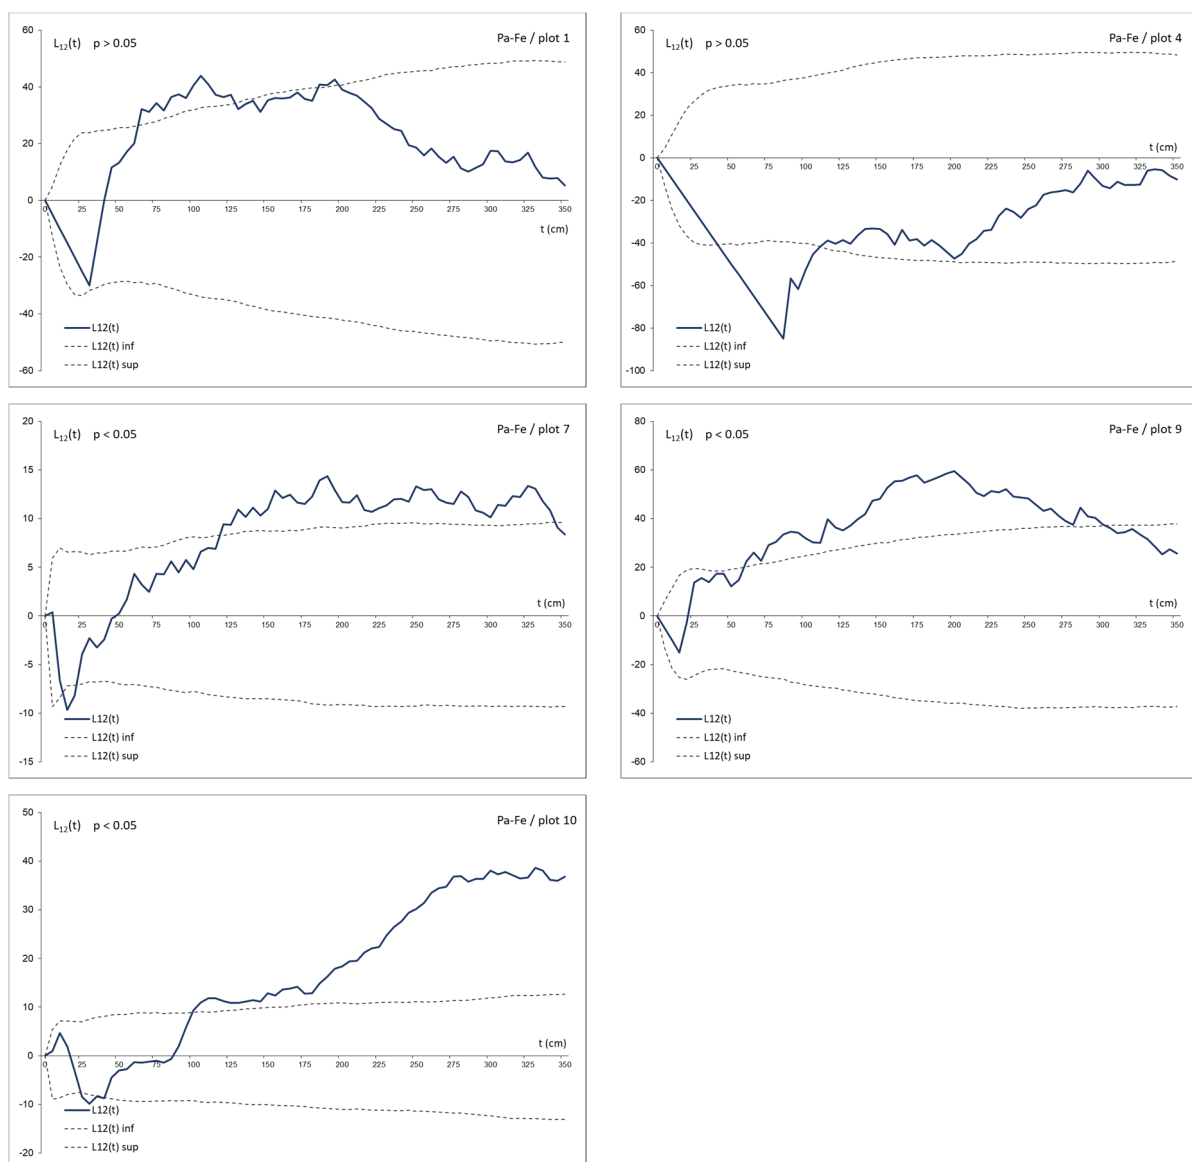 60
40
20
0
-20
-40
-60
L12(t) p > 0.05
Pa-Fe / plot 1
0 25 50 75 100 125 150 175 200 225 250 275 300 325 350
t (cm)
L12(t)
L12(t) inf
L12(t) sup
60
40
20
0
-20
-40
-60
-80
-100
L12(t) p > 0.05
Pa-Fe / plot 4
t (cm)
0 25 50 75 100 125 150 175 200 225 250 275 300 325 350
L12(t)
L12(t) inf
L12(t) sup
20
15
10
5
0
-5
-10
-15
L12(t) p < 0.05
Pa-Fe / plot 7
t (cm)
0 25 50 75 100 125 150 175 200 225 250 275 300 325 350
L12(t)
L12(t) inf
L12(t) sup
80
60
40
20
0
-20
-40
-60
L12(t) p < 0.05
Pa-Fe / plot 9
t (cm)
0 25 50 75 100 125 150 175 200 225 250 275 300 325 350
L12(t)
L12(t) inf
L12(t) sup
50
40
30
20
10
0
-10
-20
L12(t) p < 0.05
Pa-Fe / plot 10
t (cm)
0 25 50 75 100 125 150 175 200 225 250 275 300 325 350
L12(t)
L12(t) inf
L12(t) sup